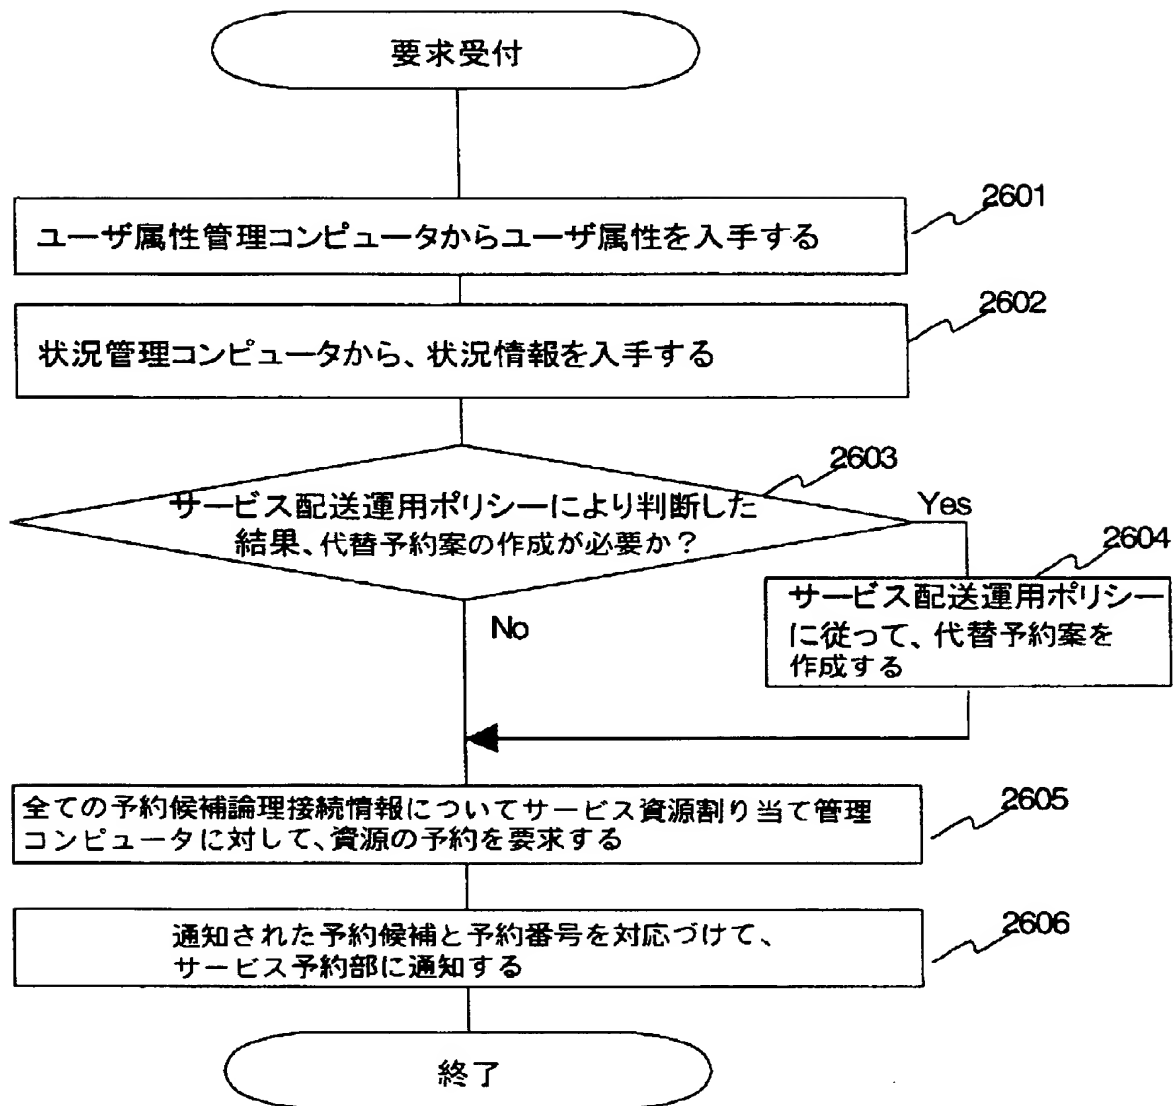 要求受付
2601
ユーザ属性管理コンピュータからユーザ属性を入手する
2602
状況管理コンピュータから、状況情報を入手する
2603
サービス配送運用ポリシーにより判断した
結果、代替予約案の作成が必要か？
Yes
2604
サービス配送運用ポリシー
に従って、代替予約案を
作成する
No
2605
全ての予約候補論理接続情報についてサービス資源割り当て管理
コンピュータに対して、資源の予約を要求する
2606
通知された予約候補と予約番号を対応づけて、
サービス予約部に通知する
終了